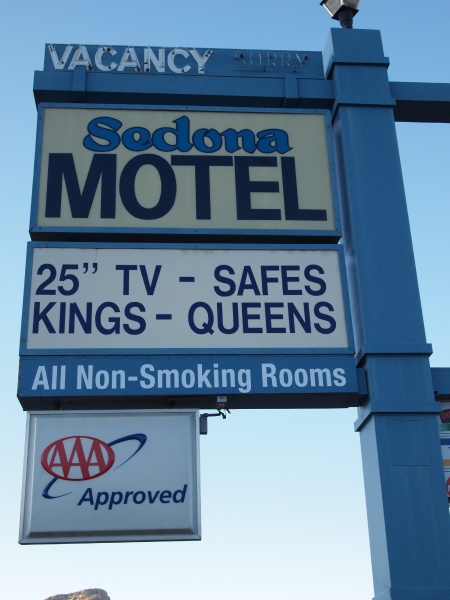 VACANCY SORRY
Sedona
MOTEL
25" TV - SAFES
KINGS - QUEENS
All Non-Smoking Rooms
AAA
Approved